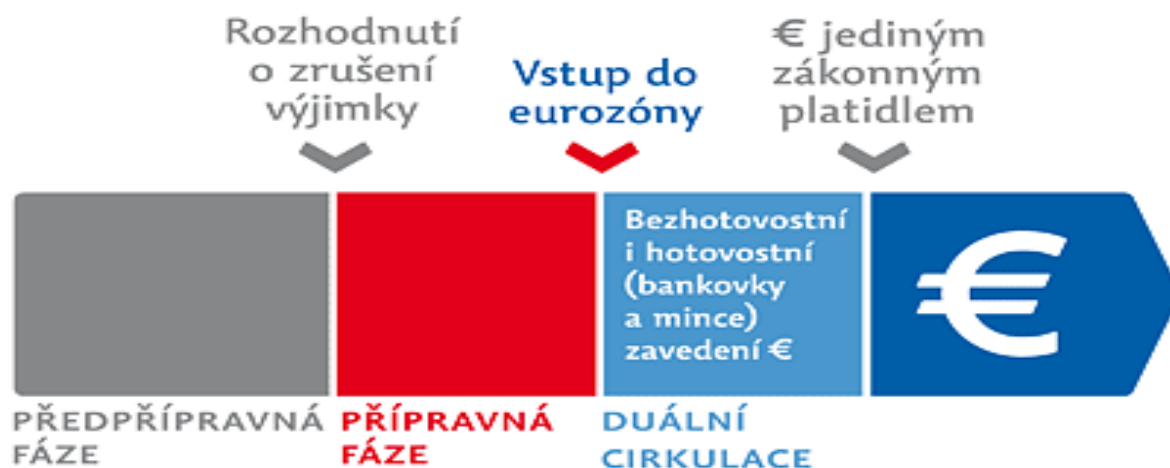 Rozhodnutí
o zrušení
výjimky
Vstup do
eurozóny
€ jediným
zákonným
platidlem
Bezhotovostní
i hotovostní
(bankovky
a mince)
zavedení €
€
PŘEDPŘÍPRAVNÁ
FÁZE
PŘÍPRAVNÁ
FÁZE
DUÁLNÍ
CIRKULACE